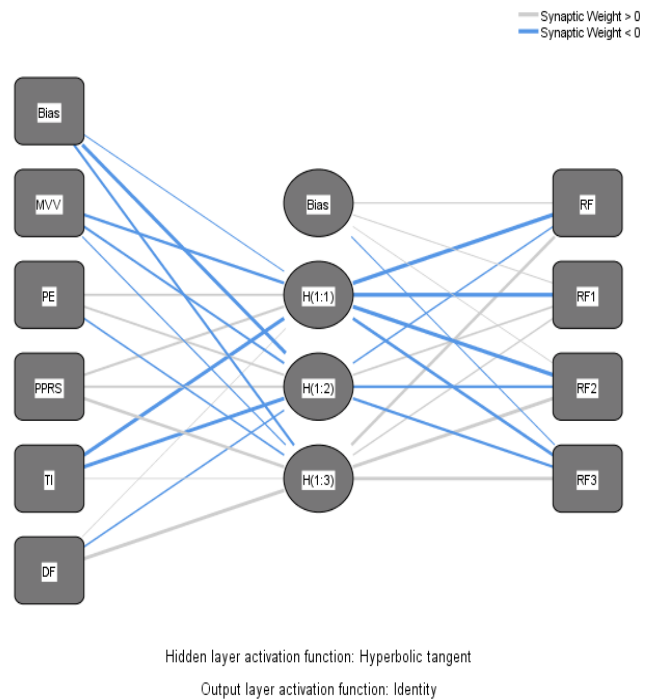 Synaptic Weight > 0
Synaptic Weight < 0
Bias
MVV
Bias
RF
PE
H(1:1)
RF1
PPRS
H(1:2)
RF2
TI
H(1:3)
RF3
DF
Hidden layer activation function: Hyperbolic tangent
Output layer activation function: Identity